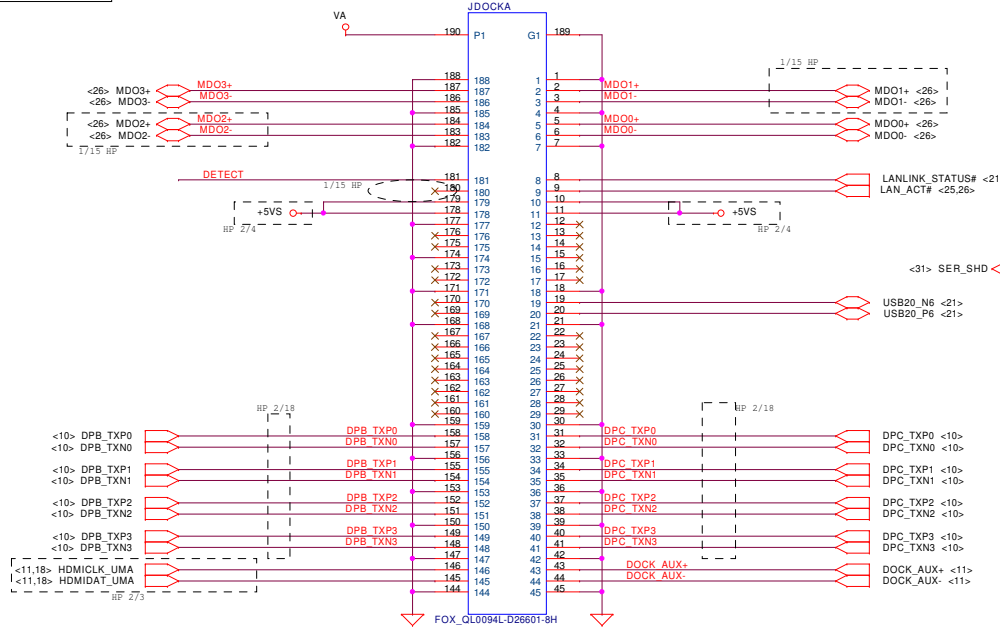 JDOCKA
VA
190 P1 G1 189
1/15 HP
188 188 1 1
<26> MDO3+ MDO3+ 187 187 2 2 MDO1+ MDO1+ <26>
<26> MDO3- MDO3- 186 186 3 3 MDO1- MDO1- <26>
185 185 4 4
<26> MDO2+ MDO2+ 184 184 5 5 MDO0+ MDO0+ <26>
<26> MDO2- MDO2- 183 183 6 6 MDO0- MDO0- <26>
182 182 7 7
1/15 HP
DETECT 181 181 8 8 LANLINK_STATUS# <21
1/15 HP 180 180 9 9 LAN_ACT# <25,26>
179 179 10 10
+5VS 178 178 11 11 +5VS
HP 2/4 177 177 12 12 HP 2/4
176 176 13 13
175 175 14 14
174 174 15 15
173 173 16 16 <31> SER_SHD
172 172 17 17
171 171 18 18
170 170 19 19 USB20_N6 <21>
169 169 20 20 USB20_P6 <21>
168 168 21 21
167 167 22 22
166 166 23 23
165 165 24 24
164 164 25 25
163 163 26 26
162 162 27 27
161 161 28 28
HP 2/18 160 160 29 29 HP 2/18
159 159 30 30
<10> DPB_TXP0 DPB_TXP0 158 158 31 31 DPC_TXP0 DPC_TXP0 <10>
<10> DPB_TXN0 DPB_TXN0 157 157 32 32 DPC_TXN0 DPC_TXN0 <10>
156 156 33 33
<10> DPB_TXP1 DPB_TXP1 155 155 34 34 DPC_TXP1 DPC_TXP1 <10>
<10> DPB_TXN1 DPB_TXN1 154 154 35 35 DPC_TXN1 DPC_TXN1 <10>
153 153 36 36
<10> DPB_TXP2 DPB_TXP2 152 152 37 37 DPC_TXP2 DPC_TXP2 <10>
<10> DPB_TXN2 DPB_TXN2 151 151 38 38 DPC_TXN2 DPC_TXN2 <10>
150 150 39 39
<10> DPB_TXP3 DPB_TXP3 149 149 40 40 DPC_TXP3 DPC_TXP3 <10>
<10> DPB_TXN3 DPB_TXN3 148 148 41 41 DPC_TXN3 DPC_TXN3 <10>
147 147 42 42
<11,18> HDMICLK_UMA 146 146 43 43 DOCK_AUX+ DOCK_AUX+ <11>
<11,18> HDMIDAT_UMA 145 145 44 44 DOCK_AUX- DOCK_AUX- <11>
144 144 45 45
HP 2/3
FOX_QL0094L-D26601-8H